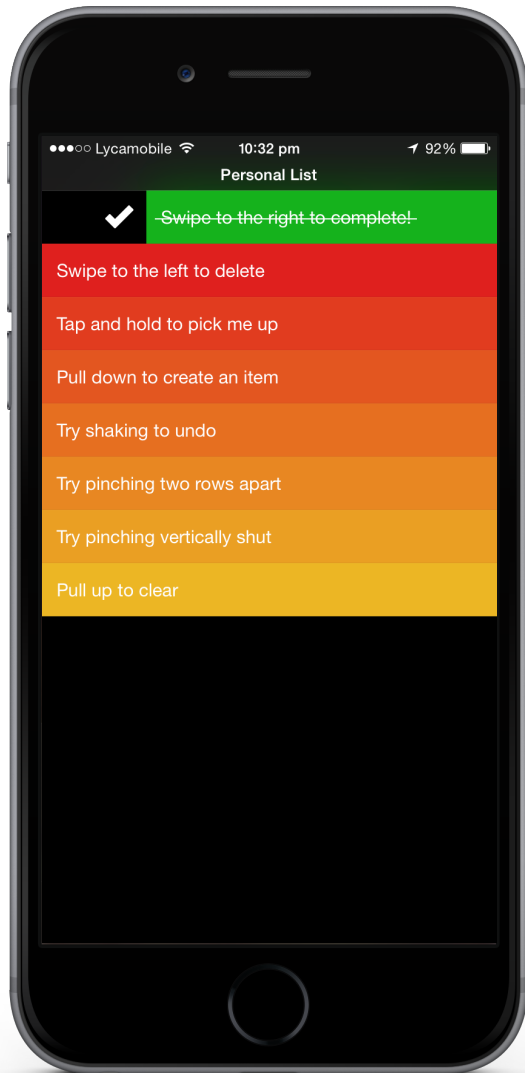 Lycamobile 10:32 pm 92%
Personal List
Swipe to the right to complete!
Swipe to the left to delete
Tap and hold to pick me up
Pull down to create an item
Try shaking to undo
Try pinching two rows apart
Try pinching vertically shut
Pull up to clear